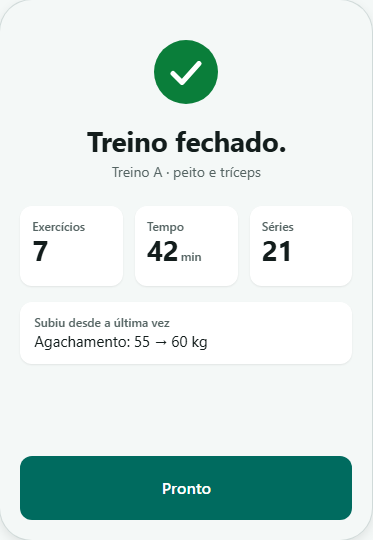 Treino fechado.
Treino A · peito e tríceps
Exercícios
7
Tempo
42 min
Séries
21
Subiu desde a última vez
Agachamento: 55 → 60 kg
Pronto